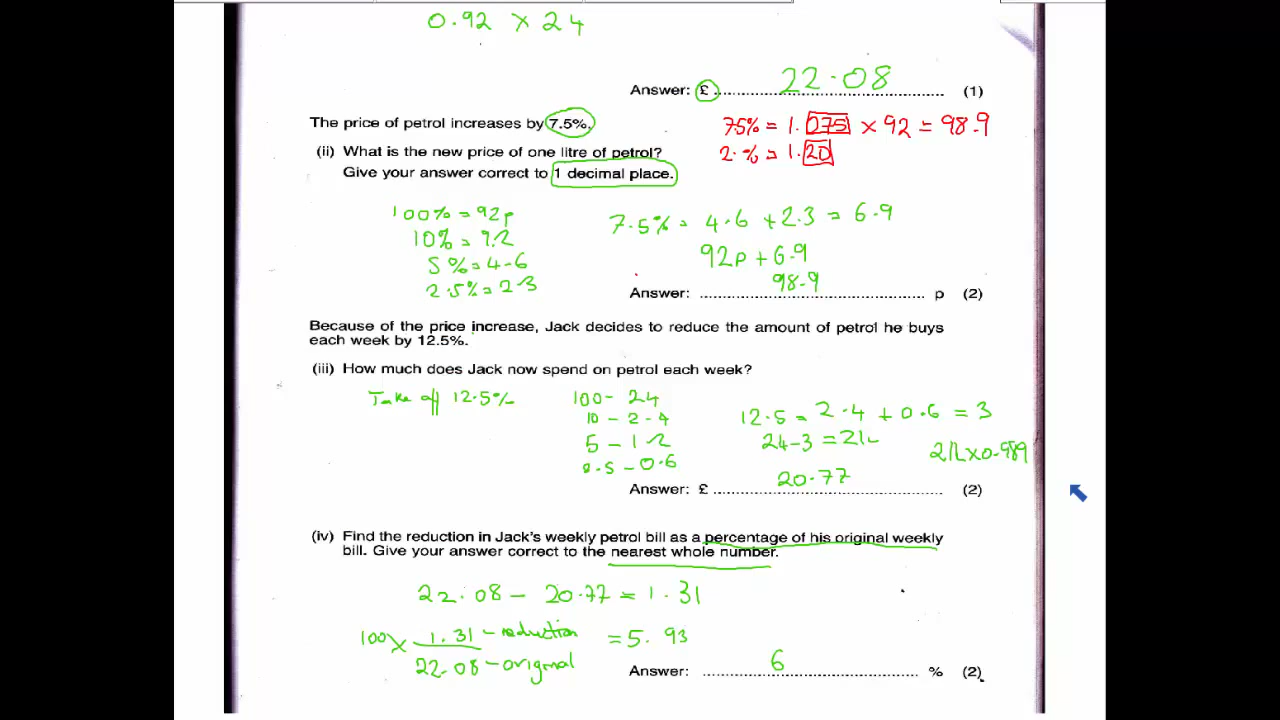 0.92 × 24
Answer: £ 22.08 (1)
The price of petrol increases by 7.5%.
7.5% = 1.075 × 92 = 98.9
(ii) What is the new price of one litre of petrol?
2.% = 1.20
Give your answer correct to 1 decimal place.
100% = 92p
7.5% = 4.6 + 2.3 = 6.9
10% = 9.2
92p + 6.9
5% = 4.6
98.9
2.5% = 2.3
Answer: p (2)
Because of the price increase, Jack decides to reduce the amount of petrol he buys
each week by 12.5%.
(iii) How much does Jack now spend on petrol each week?
Take off 12.5%
100 - 24
10 - 2.4
12.5 = 2.4 + 0.6 = 3
5 - 1.2
24-3 = 21L
21L × 0.989
2.5 - 0.6
20.77
Answer: £ (2)
(iv) Find the reduction in Jack's weekly petrol bill as a percentage of his original weekly
bill. Give your answer correct to the nearest whole number.
22.08 - 20.77 = 1.31
100 × 1.31 - reduction = 5.93
22.08 - original
Answer: 6 % (2)